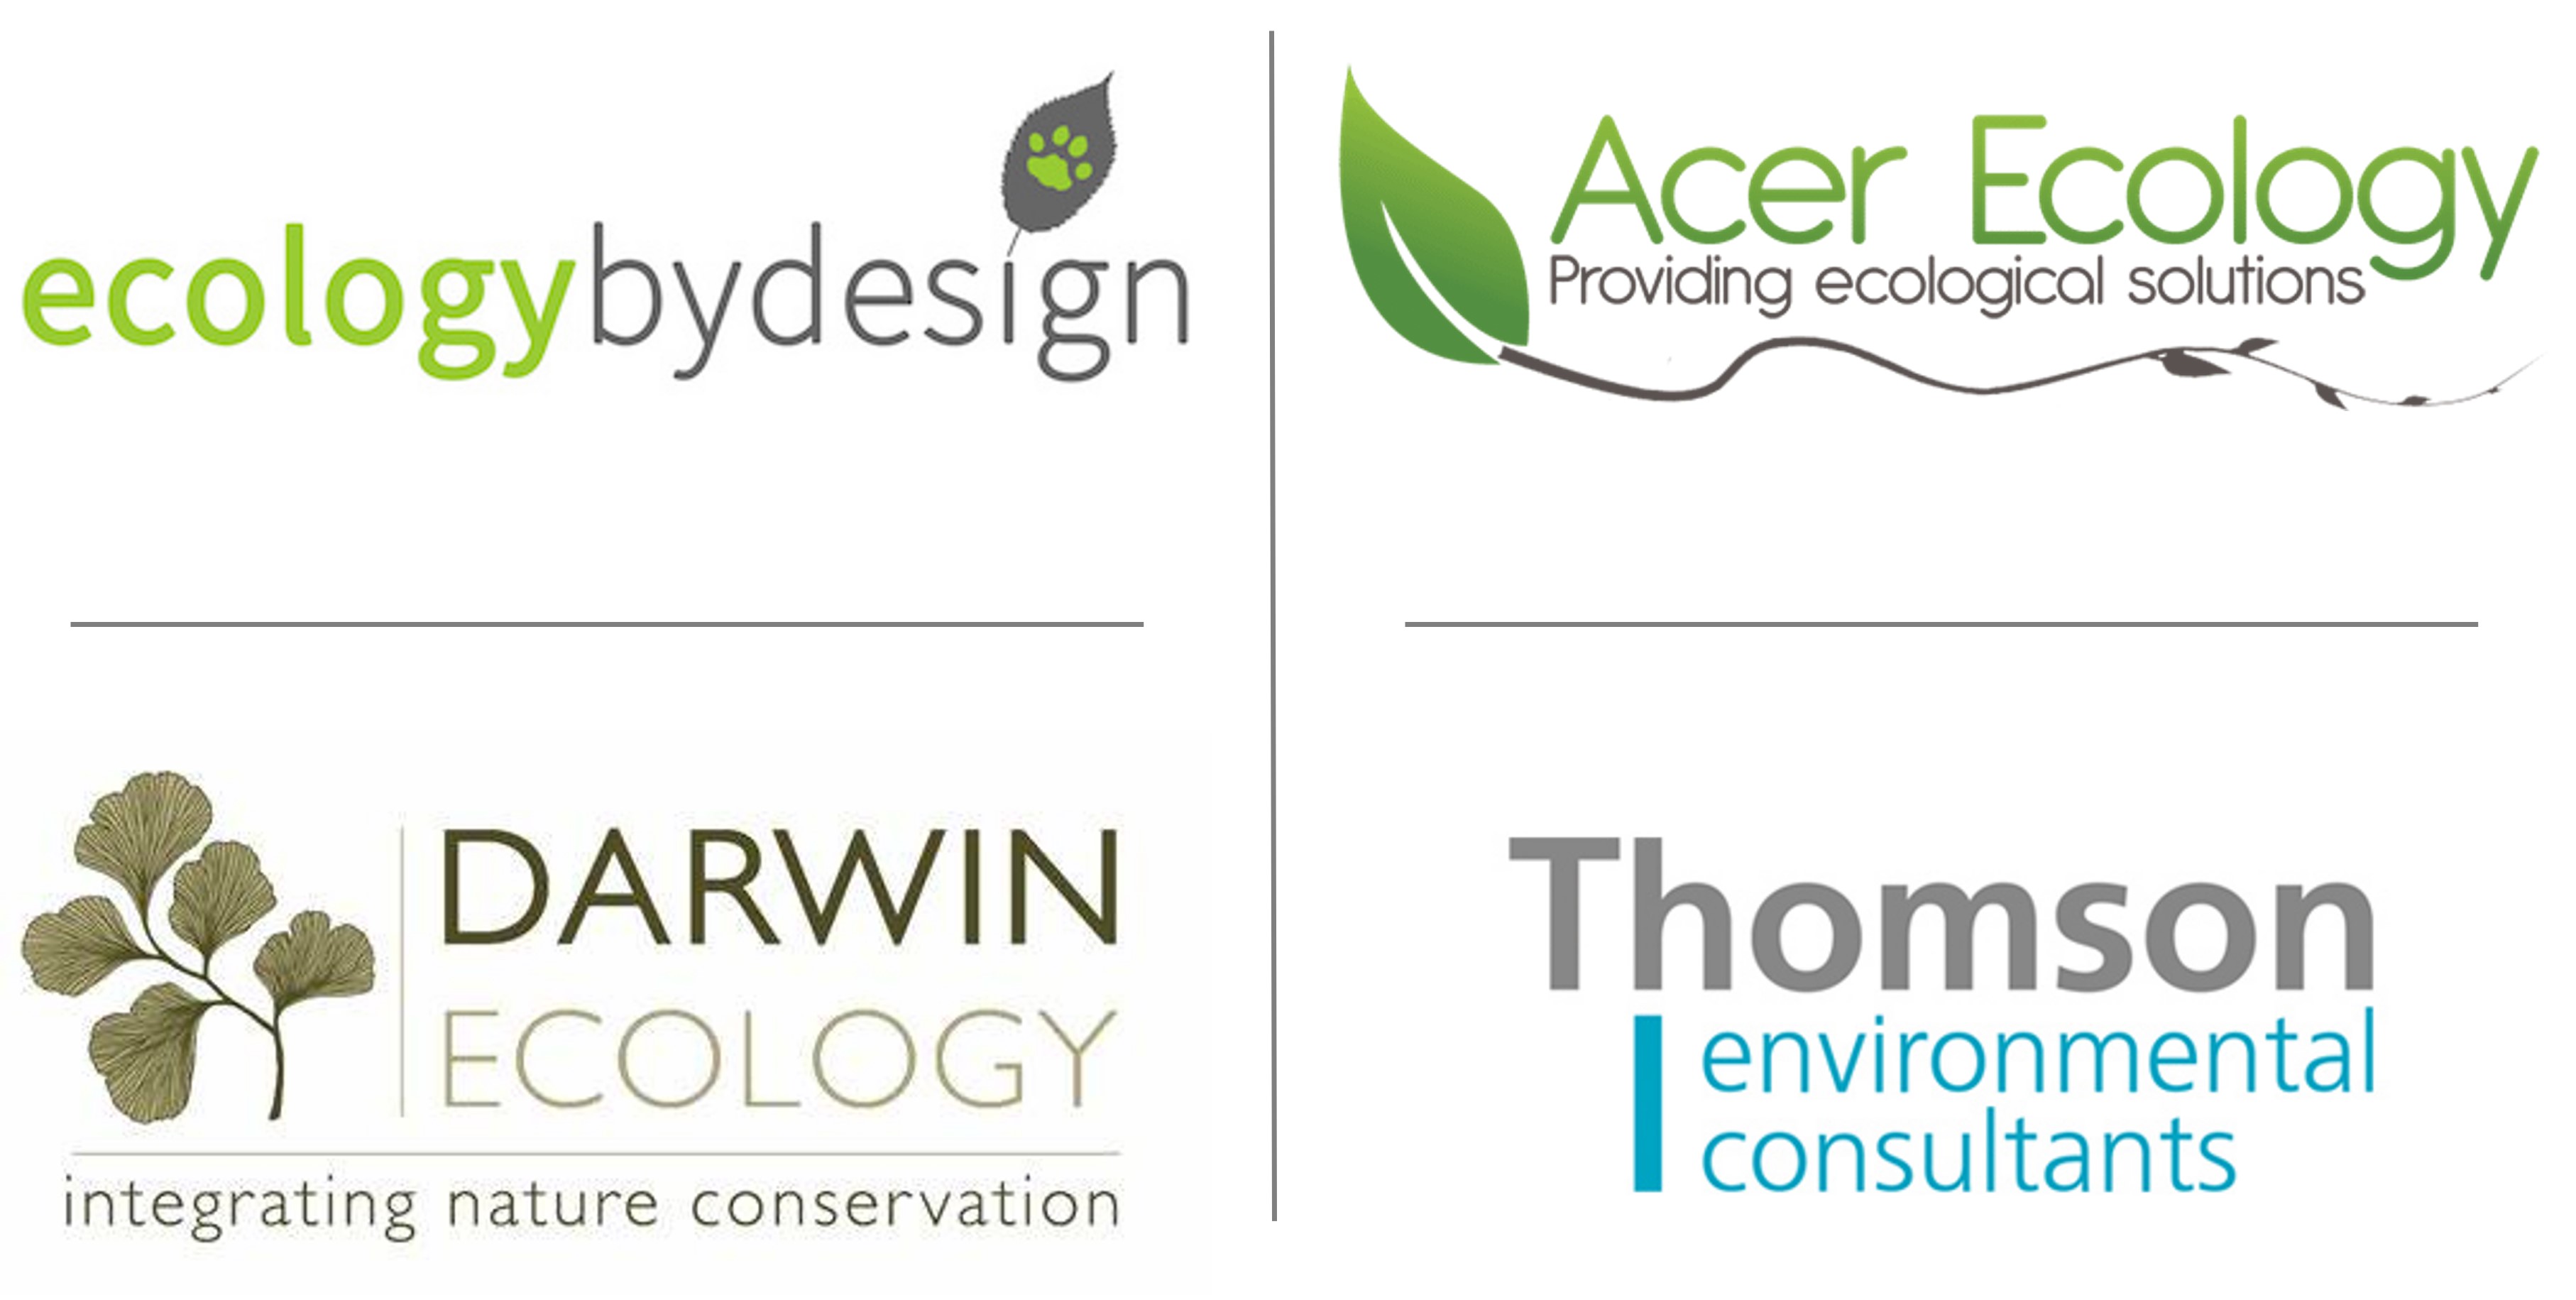 ecologybydesign
Acer Ecology
Providing ecological solutions
DARWIN
ECOLOGY
integrating nature conservation
Thomson
environmental
consultants